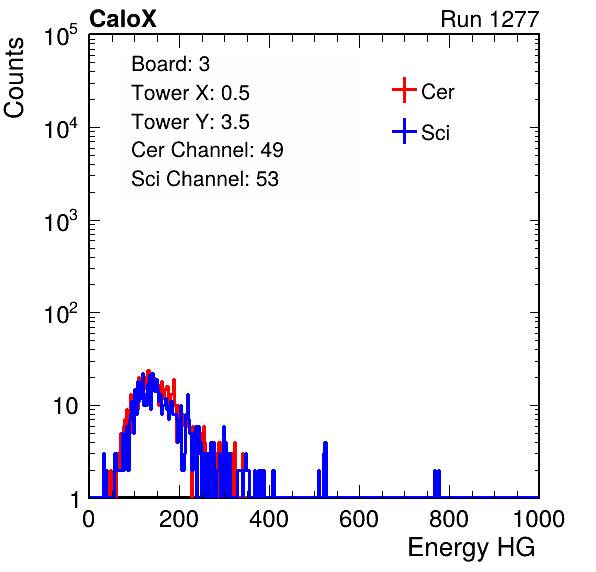 CaloX Run 1277
Board: 3
Tower X: 0.5
Tower Y: 3.5
Cer Channel: 49
Sci Channel: 53
Cer
Sci
Counts
10^5
10^4
10^3
10^2
10
1
0 200 400 600 800 1000
Energy HG